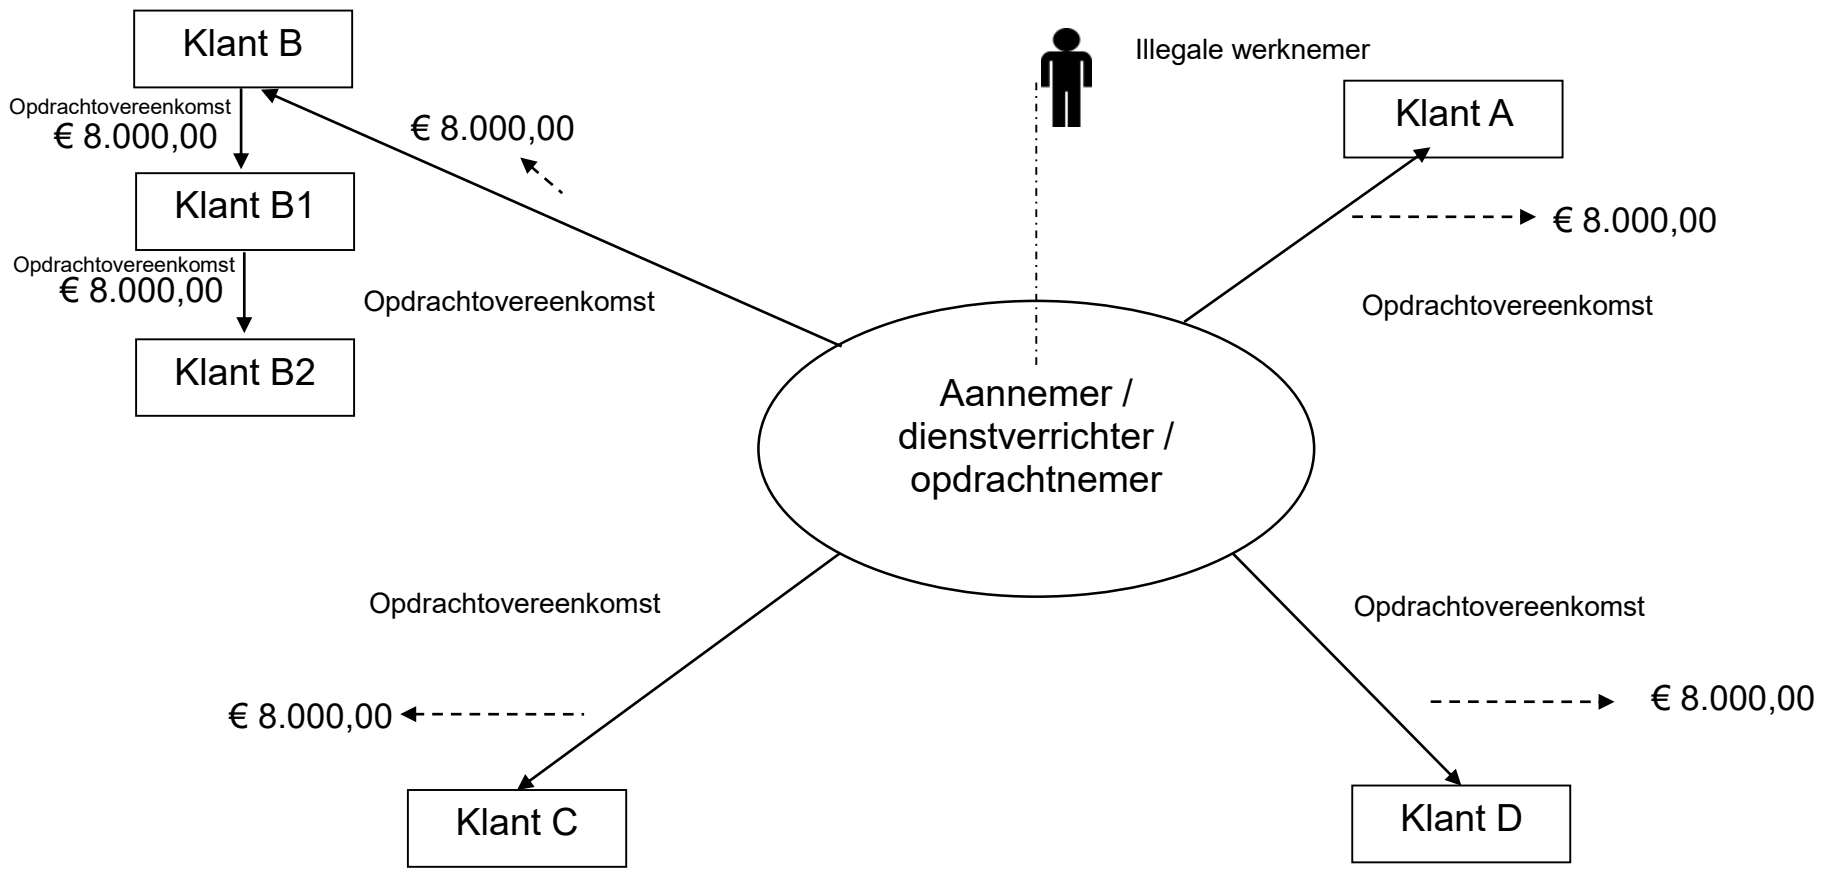 Klant B
Illegale werknemer
Klant A
Opdrachtovereenkomst
€ 8.000,00
€ 8.000,00
Klant B1
€ 8.000,00
Opdrachtovereenkomst
€ 8.000,00
Opdrachtovereenkomst
Opdrachtovereenkomst
Klant B2
Aannemer /
dienstverrichter /
opdrachtnemer
Opdrachtovereenkomst
Opdrachtovereenkomst
€ 8.000,00
€ 8.000,00
Klant C
Klant D